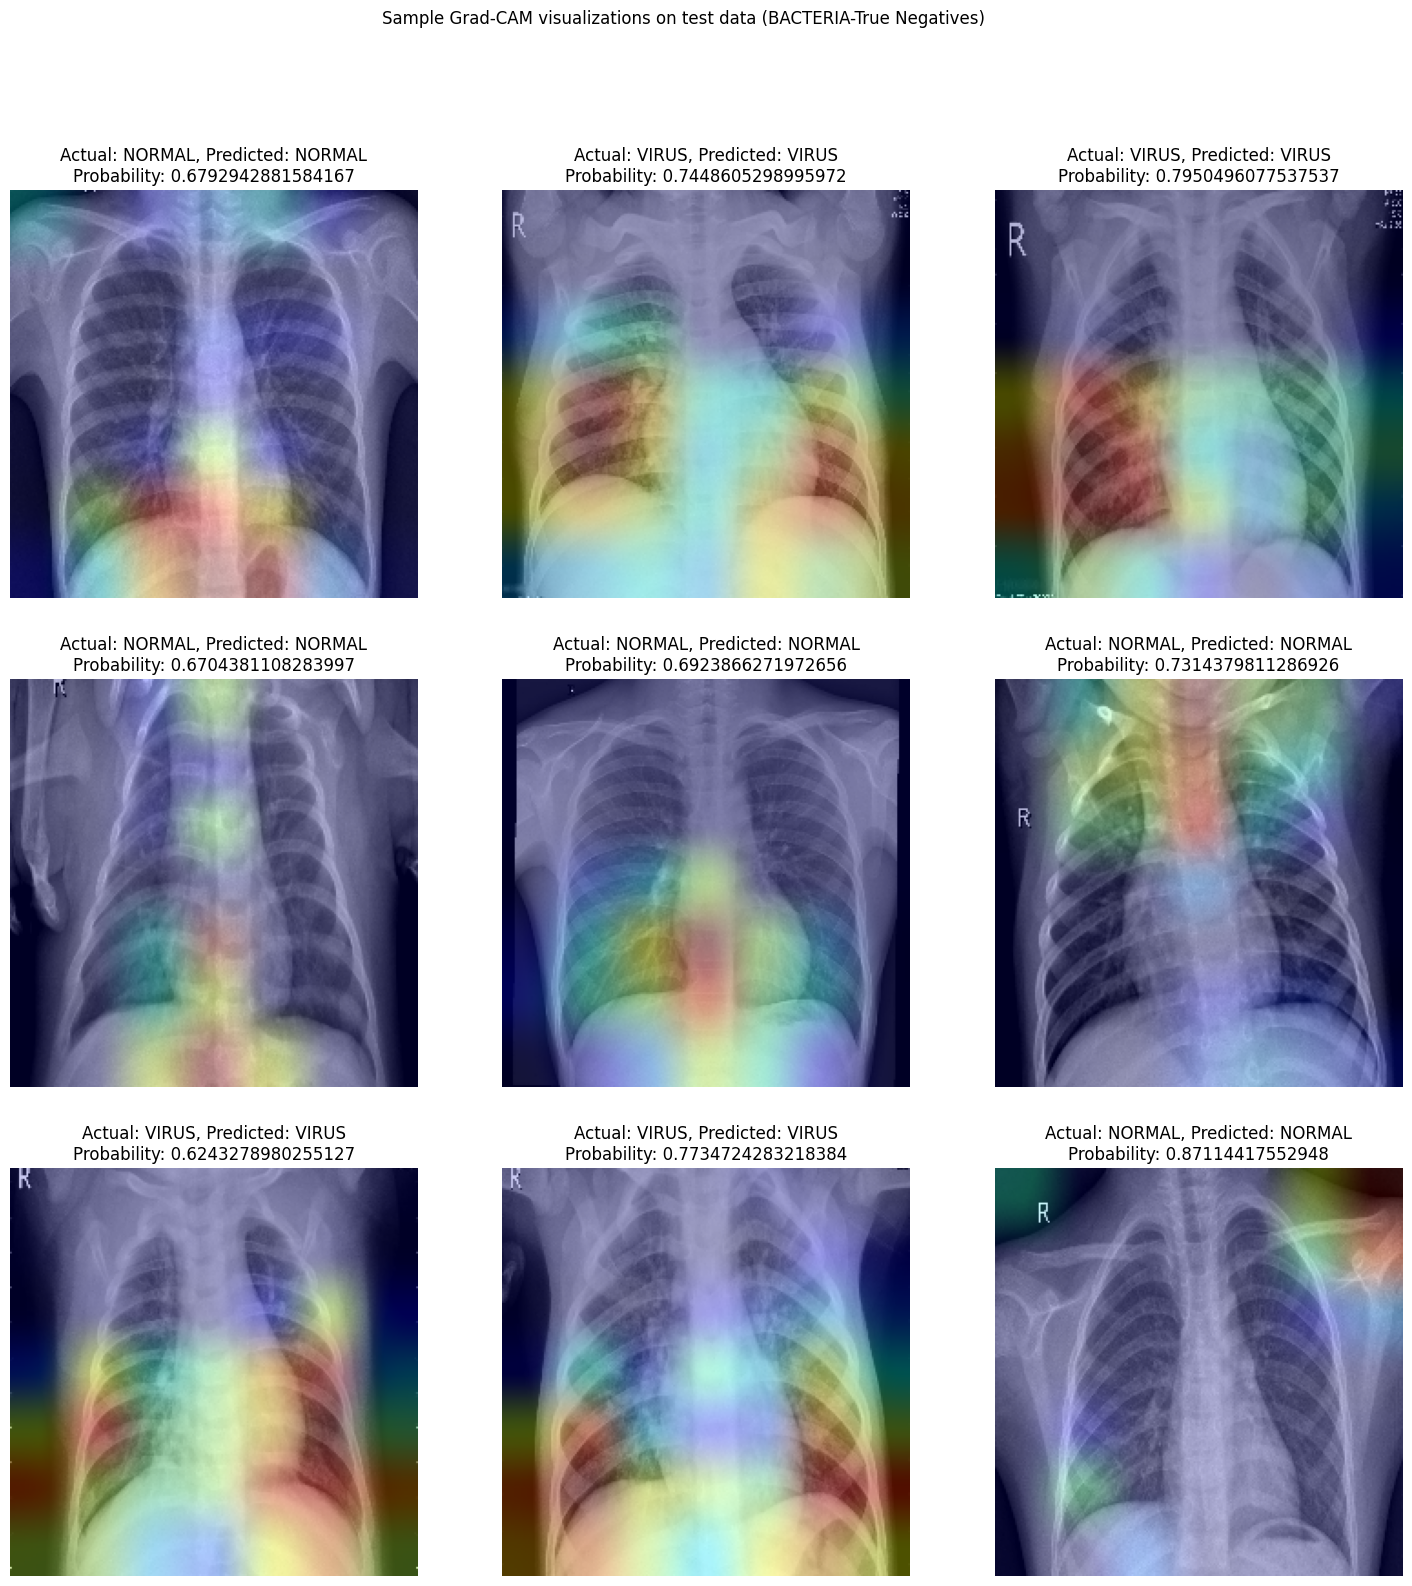 Sample Grad-CAM visualizations on test data (BACTERIA-True Negatives)
Actual: NORMAL, Predicted: NORMAL
Probability: 0.6792942881584167
Actual: VIRUS, Predicted: VIRUS
Probability: 0.7448605298995972
Actual: VIRUS, Predicted: VIRUS
Probability: 0.7950496077537537
R
R
Actual: NORMAL, Predicted: NORMAL
Probability: 0.6704381108283997
Actual: NORMAL, Predicted: NORMAL
Probability: 0.6923866271972656
Actual: NORMAL, Predicted: NORMAL
Probability: 0.7314379811286926
R
R
Actual: VIRUS, Predicted: VIRUS
Probability: 0.6243278980255127
Actual: VIRUS, Predicted: VIRUS
Probability: 0.7734724283218384
Actual: NORMAL, Predicted: NORMAL
Probability: 0.87114417552948
R
R
R